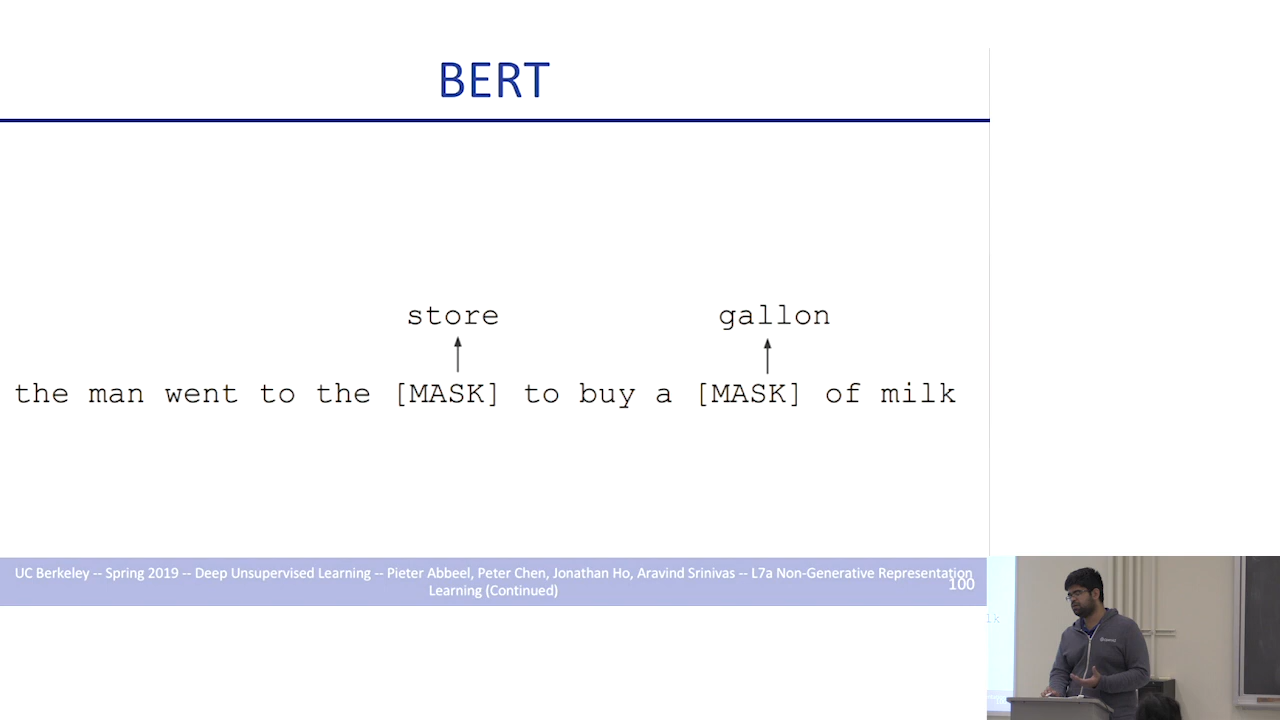 BERT
store gallon
the man went to the [MASK] to buy a [MASK] of milk
UC Berkeley -- Spring 2019 -- Deep Unsupervised Learning -- Pieter Abbeel, Peter Chen, Jonathan Ho, Aravind Srinivas -- L7a Non-Generative Representation
Learning (Continued)
100
lk